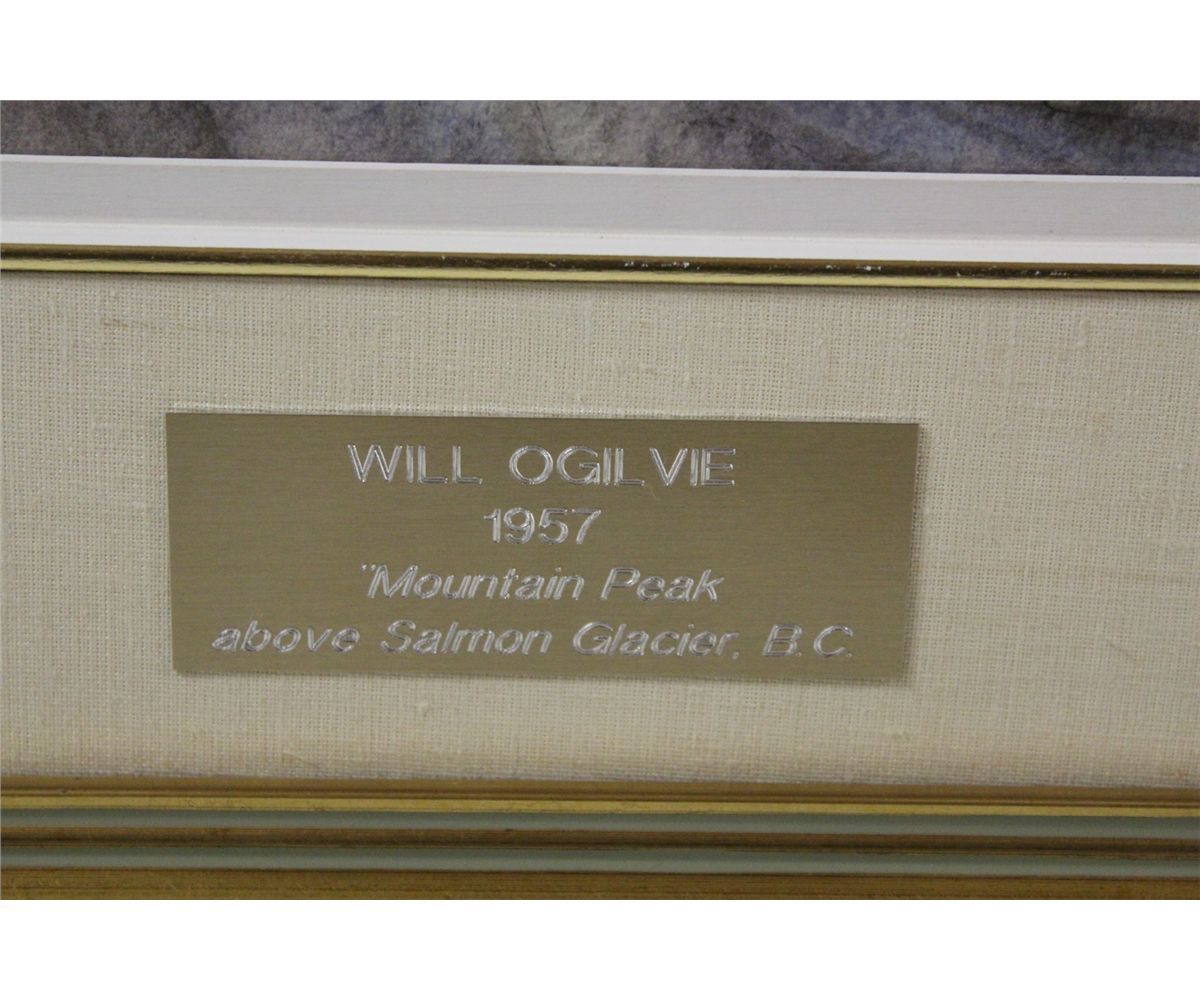 WILL OGILVIE
1957
"Mountain Peak
above Salmon Glacier, B.C.